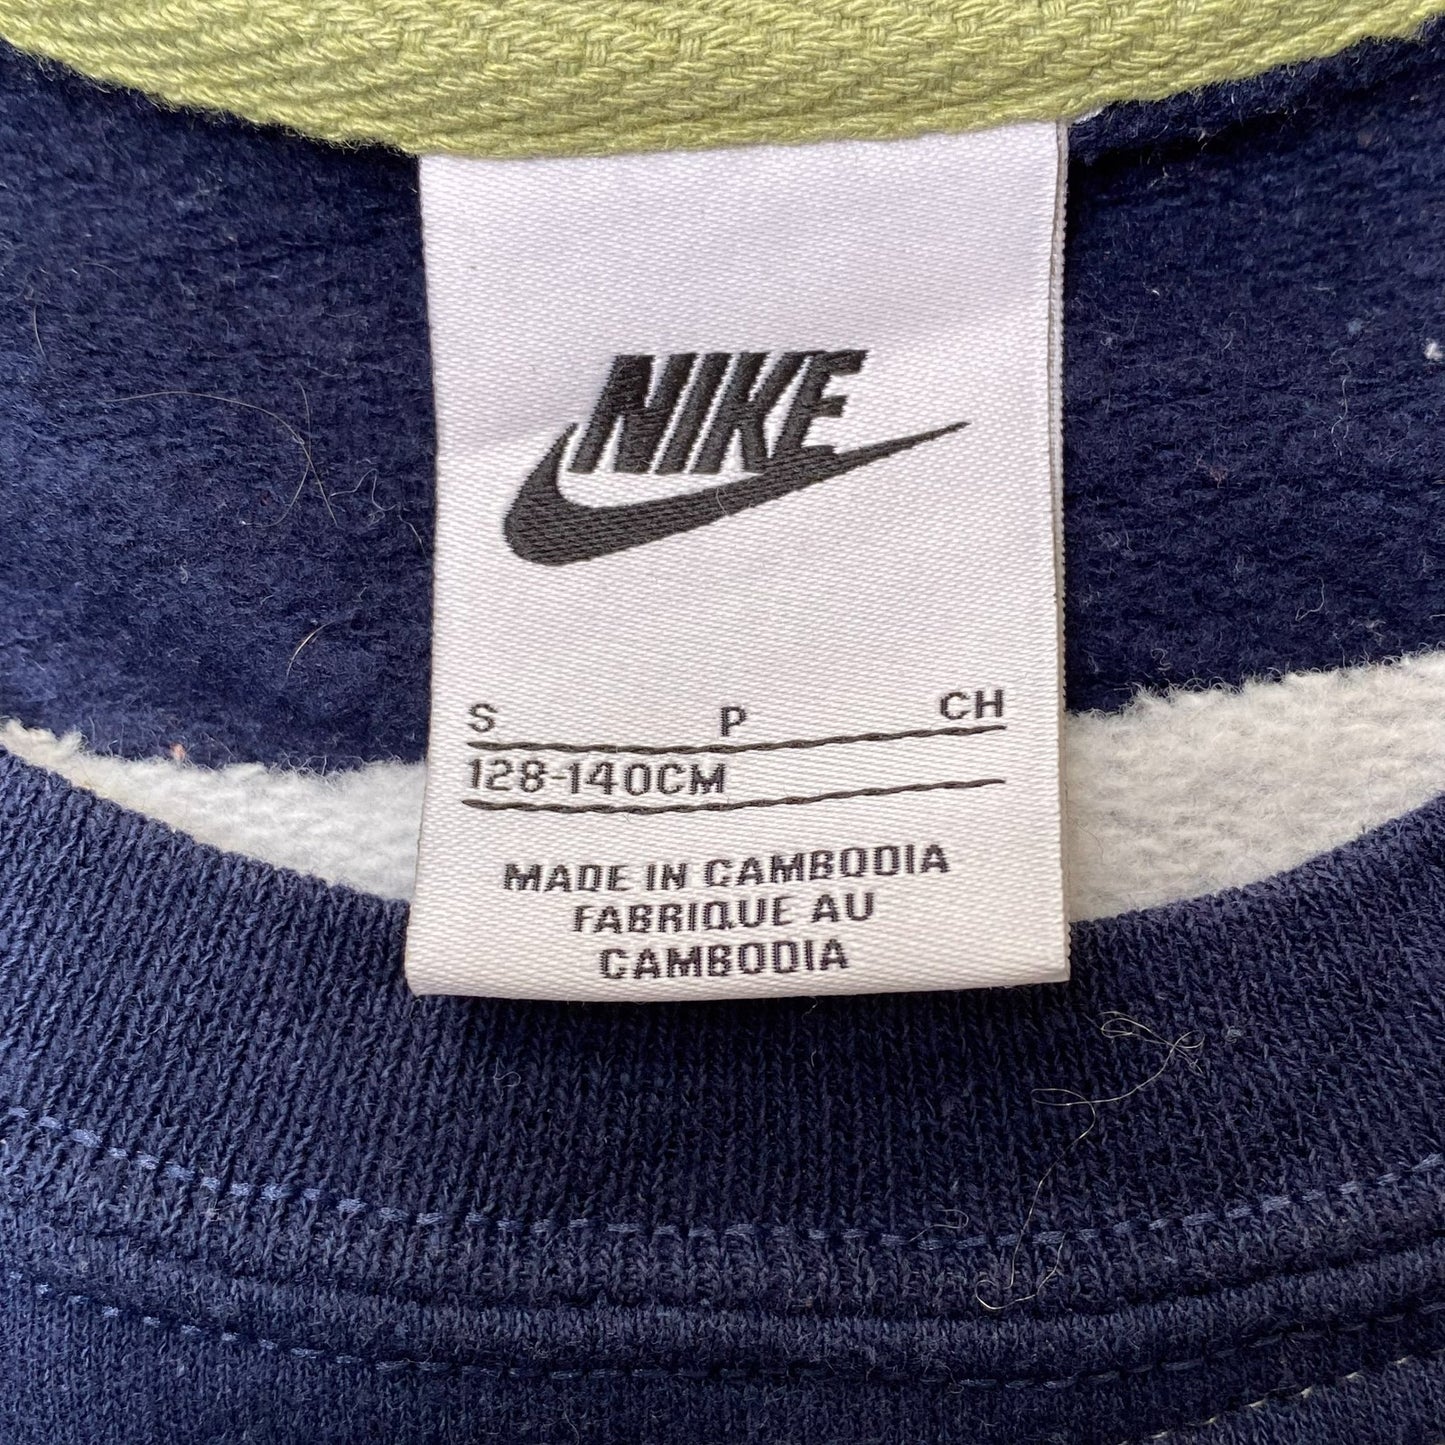 NIKE
S P CH
128-140CM
MADE IN CAMBODIA
FABRIQUE AU
CAMBODIA